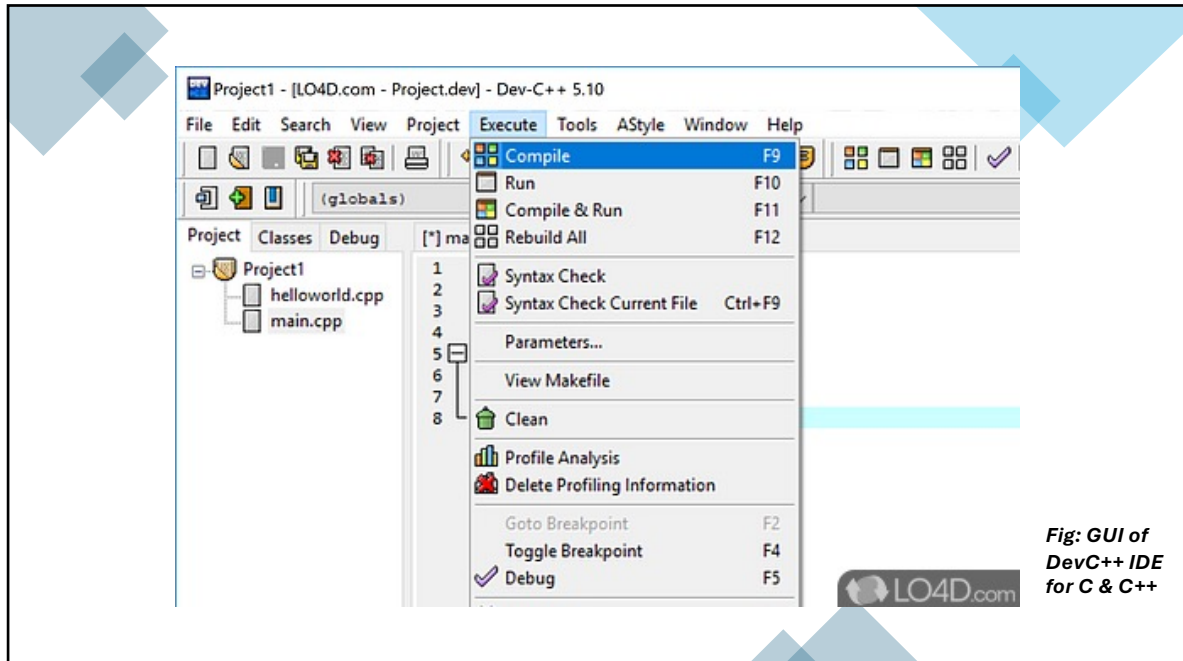 Project1 - [LO4D.com - Project.dev] - Dev-C++ 5.10
File Edit Search View Project Execute Tools AStyle Window Help
(globals)
Project Classes Debug [*] ma
Project1
helloworld.cpp
main.cpp
1
2
3
4
5
6
7
8
Compile F9
Run F10
Compile & Run F11
Rebuild All F12
Syntax Check
Syntax Check Current File Ctrl+F9
Parameters...
View Makefile
Clean
Profile Analysis
Delete Profiling Information
Goto Breakpoint F2
Toggle Breakpoint F4
Debug F5
LO4D.com
Fig: GUI of
DevC++ IDE
for C & C++